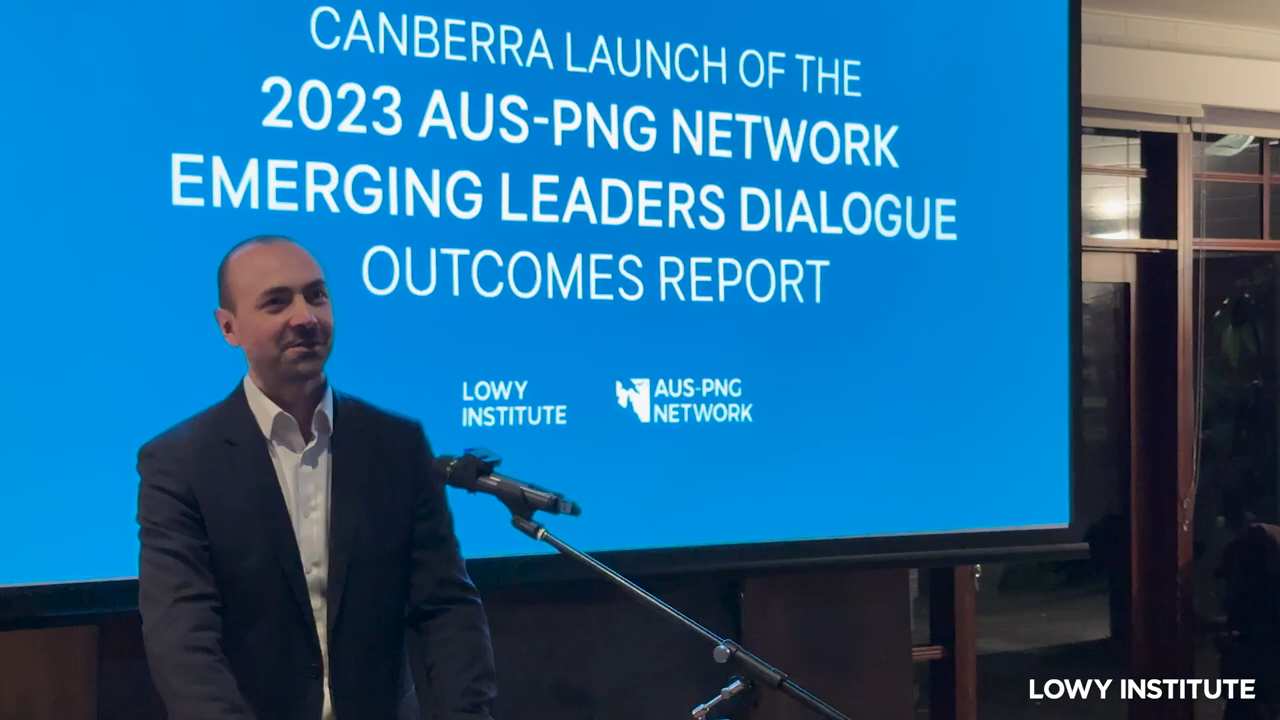 CANBERRA LAUNCH OF THE
2023 AUS-PNG NETWORK
EMERGING LEADERS DIALOGUE
OUTCOMES REPORT
LOWY
INSTITUTE
AUS-PNG
NETWORK
LOWY INSTITUTE